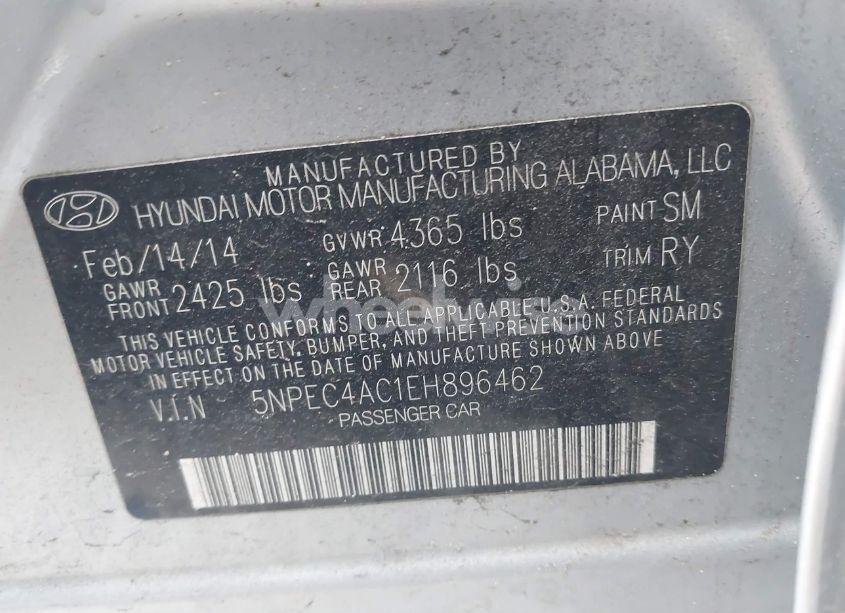 MANUFACTURED BY
HYUNDAI MOTOR MANUFACTURING ALABAMA, LLC
Feb/14/14 GVWR 4365 lbs PAINT SM
GAWR FRONT 2425 lbs GAWR REAR 2116 lbs TRIM RY
THIS VEHICLE CONFORMS TO ALL APPLICABLE U.S.A. FEDERAL
MOTOR VEHICLE SAFETY, BUMPER, AND THEFT PREVENTION STANDARDS
IN EFFECT ON THE DATE OF MANUFACTURE SHOWN ABOVE
V.I.N 5NPEC4AC1EH896462
PASSENGER CAR
wheelwise